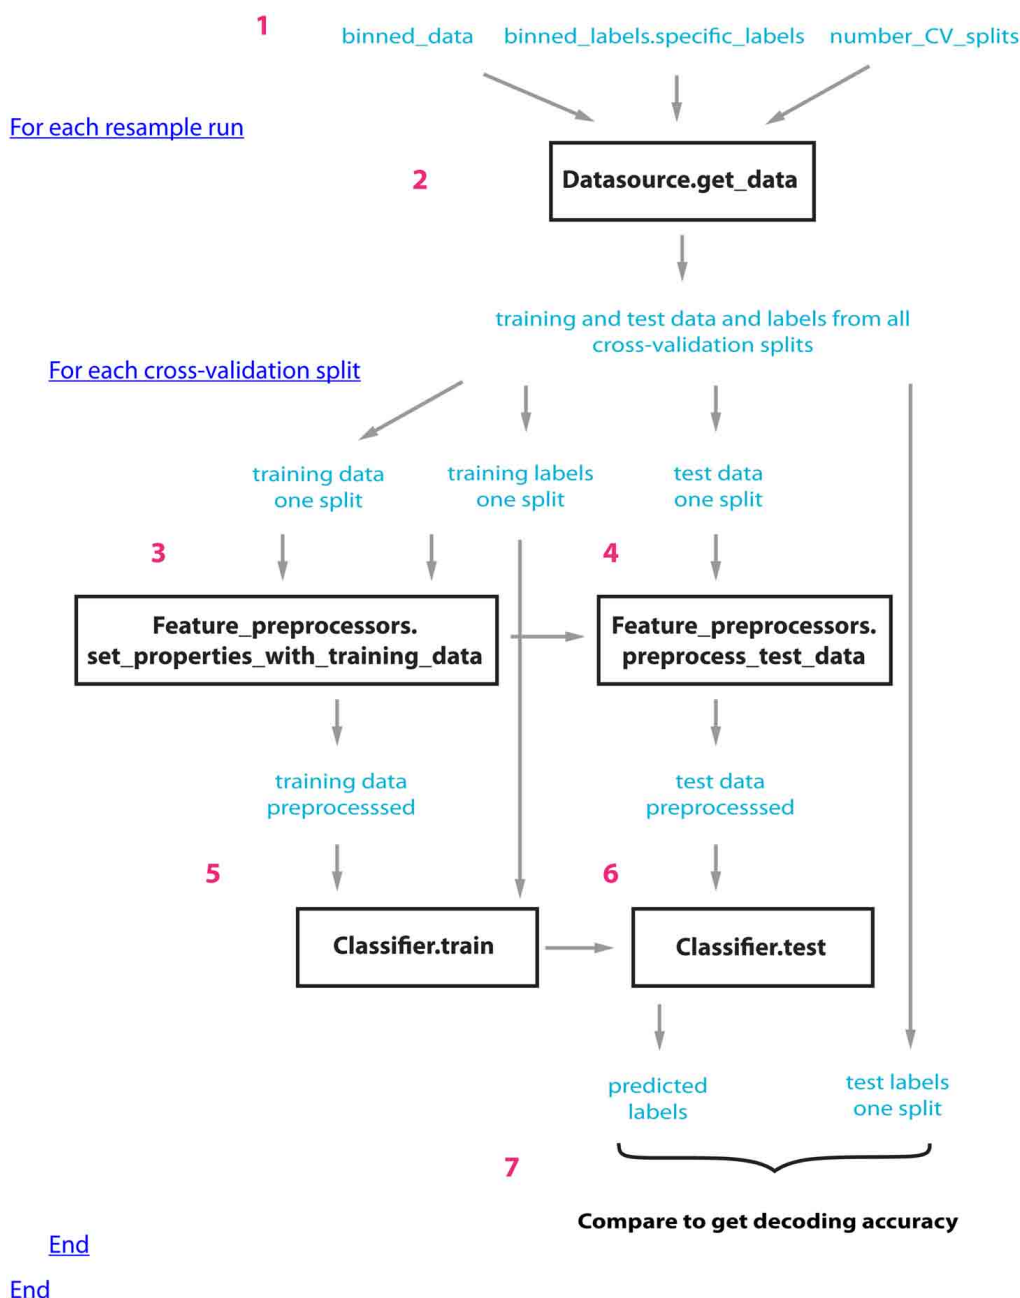 1
binned_data binned_labels.specific_labels number_CV_splits
For each resample run
2
Datasource.get_data
training and test data and labels from all
cross-validation splits
For each cross-validation split
training data
one split
training labels
one split
test data
one split
3
4
Feature_preprocessors.
set_properties_with_training_data
Feature_preprocessors.
preprocess_test_data
training data
preprocesssed
test data
preprocesssed
5
6
Classifier.train
Classifier.test
predicted
labels
test labels
one split
7
Compare to get decoding accuracy
End
End